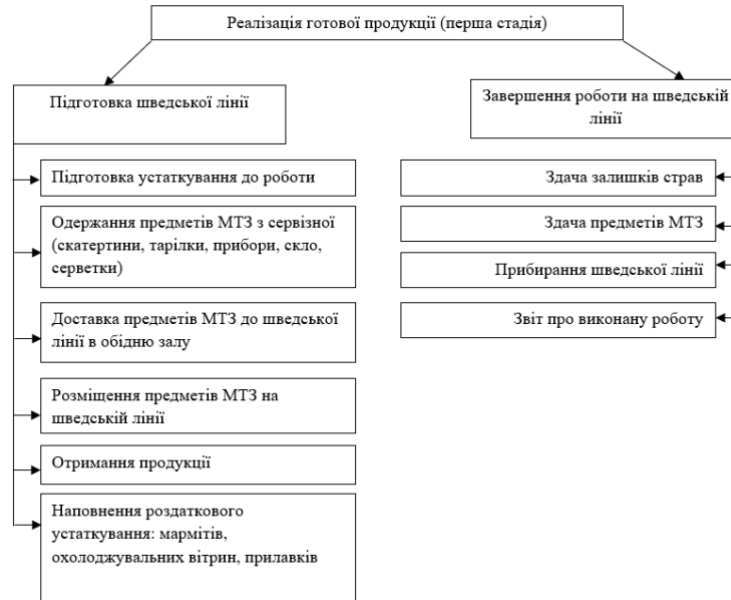 Реалізація готової продукції (перша стадія)
Підготовка шведської лінії
Підготовка устаткування до роботи
Одержання предметів МТЗ з сервізної
(скатертини, тарілки, прибори, скло,
серветки)
Доставка предметів МТЗ до шведської
лінії в обідню залу
Розміщення предметів МТЗ на
шведській лінії
Отримання продукції
Наповнення роздаткового
устаткування: мармітів,
охолоджувальних вітрин, прилавків
Завершення роботи на шведській
лінії
Здача залишків страв
Здача предметів МТЗ
Прибирання шведської лінії
Звіт про виконану роботу